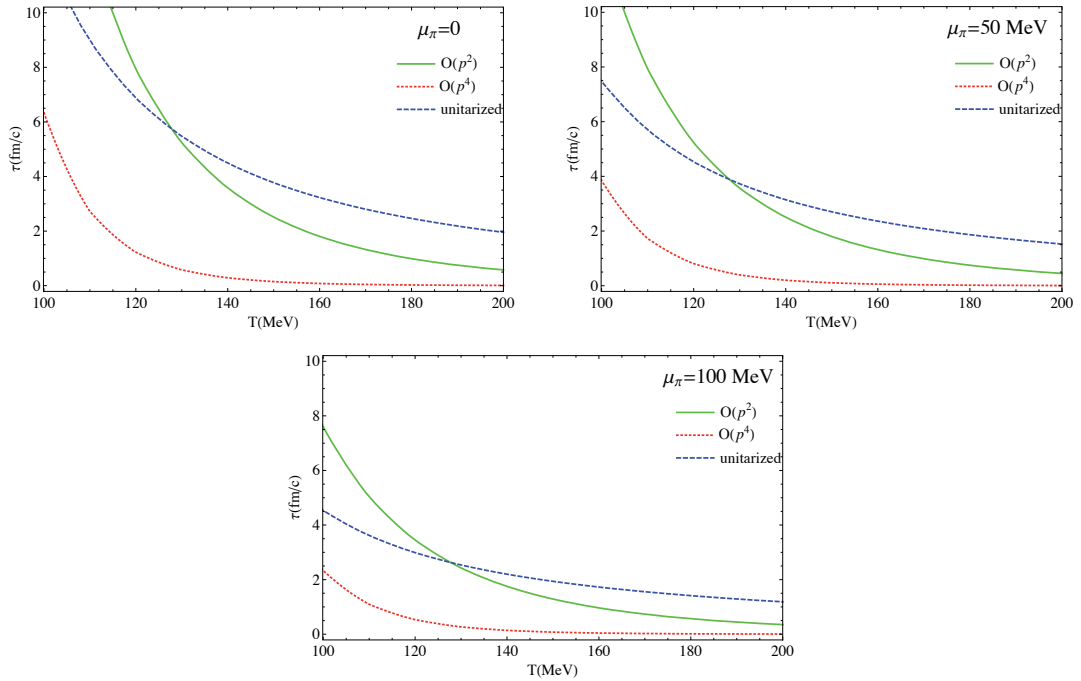 μπ=0
O(p²)
O(p⁴)
unitarized
τ(fm/c)
10
8
6
4
2
0
100 120 140 160 180 200
T(MeV)
μπ=50 MeV
O(p²)
O(p⁴)
unitarized
τ(fm/c)
10
8
6
4
2
0
100 120 140 160 180 200
T(MeV)
μπ=100 MeV
O(p²)
O(p⁴)
unitarized
τ(fm/c)
10
8
6
4
2
0
100 120 140 160 180 200
T(MeV)